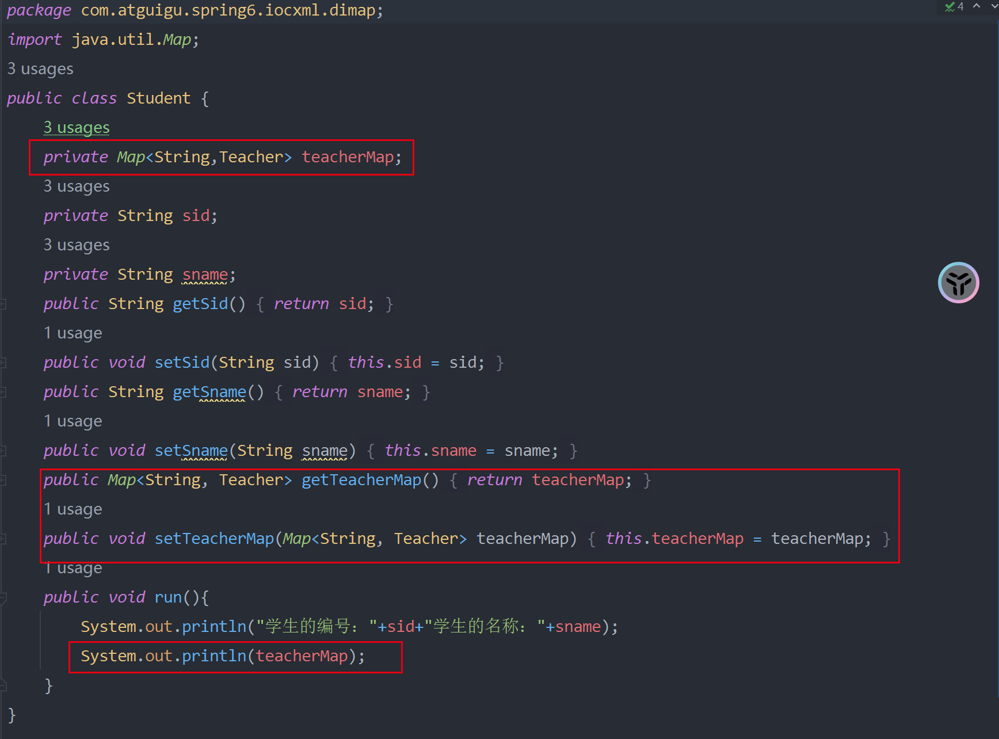 package com.atguigu.spring6.iocxml.dimap;
4
import java.util.Map;
3 usages
public class Student {
3 usages
private Map<String,Teacher> teacherMap;
3 usages
private String sid;
3 usages
private String sname;
public String getSid() { return sid; }
1 usage
public void setSid(String sid) { this.sid = sid; }
public String getSname() { return sname; }
1 usage
public void setSname(String sname) { this.sname = sname; }
public Map<String, Teacher> getTeacherMap() { return teacherMap; }
1 usage
public void setTeacherMap(Map<String, Teacher> teacherMap) { this.teacherMap = teacherMap; }
1 usage
public void run(){
System.out.println("学生的编号："+sid+"学生的名称："+sname);
System.out.println(teacherMap);
}
}